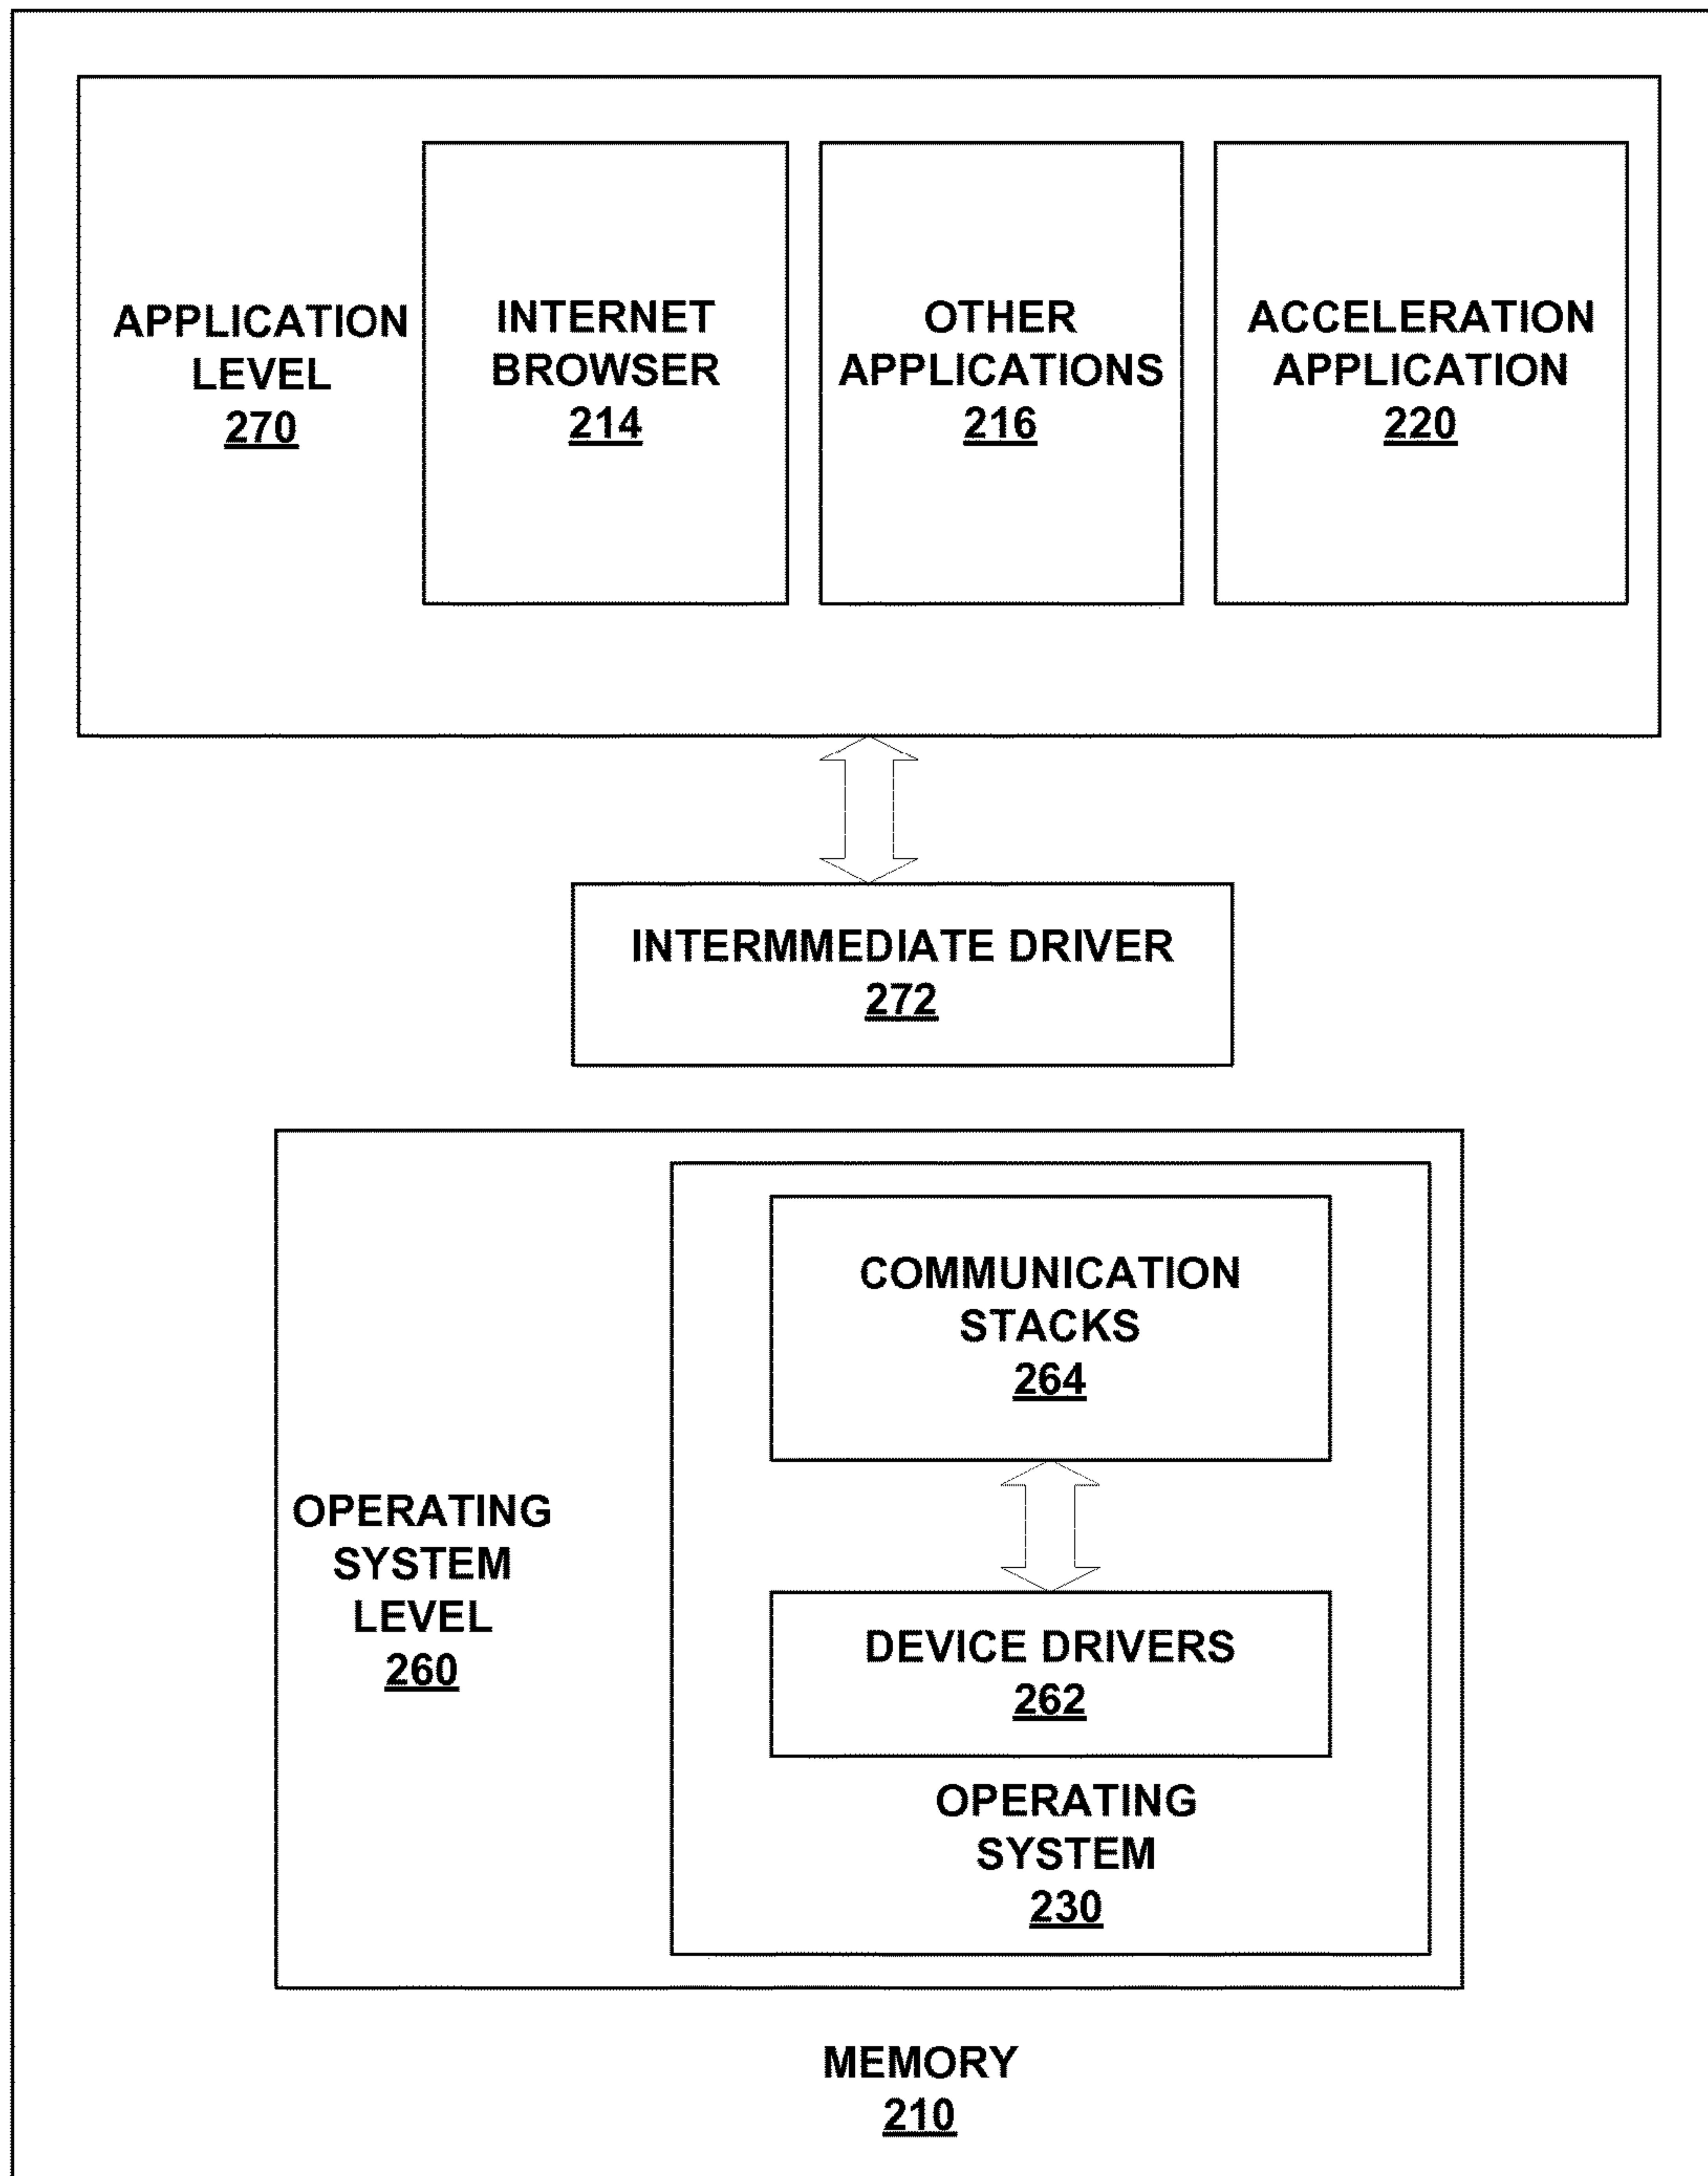 APPLICATION
LEVEL
270
INTERNET
BROWSER
214
OTHER
APPLICATIONS
216
ACCELERATION
APPLICATION
220
INTERMMEDIATE DRIVER
272
COMMUNICATION
STACKS
264
OPERATING
SYSTEM
LEVEL
260
DEVICE DRIVERS
262
OPERATING
SYSTEM
230
MEMORY
210